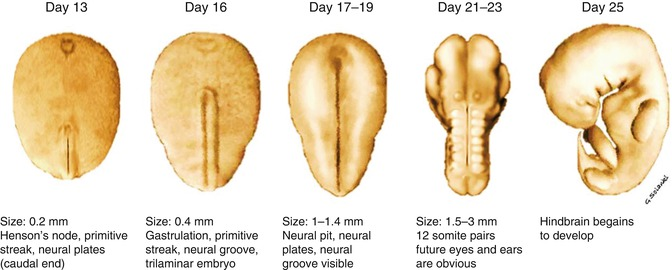 Day 13
Day 16
Day 17–19
Day 21–23
Day 25
Size: 0.2 mm
Henson's node, primitive
streak, neural plates
(caudal end)
Size: 0.4 mm
Gastrulation, primitive
streak, neural groove,
trilaminar embryo
Size: 1–1.4 mm
Neural pit, neural
plates, neural
groove visible
Size: 1.5–3 mm
12 somite pairs
future eyes and ears
are obvious
Hindbrain begains
to develop